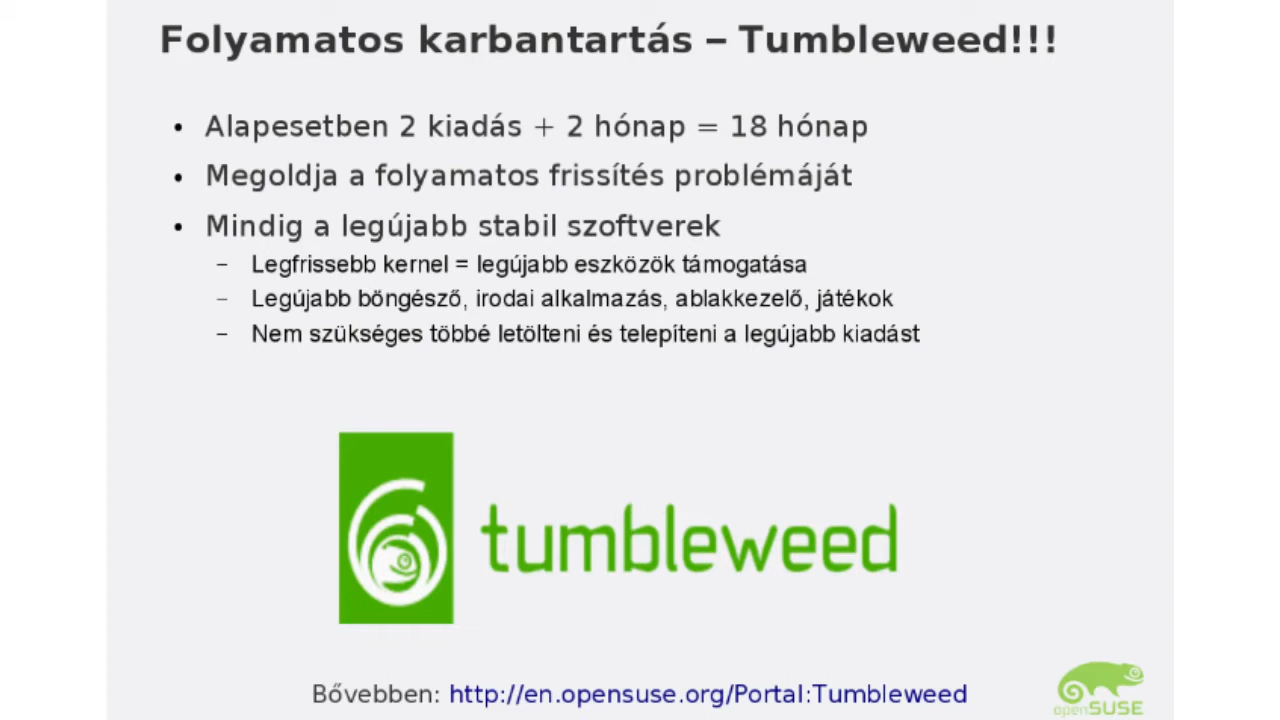 Folyamatos karbantartás – Tumbleweed!!!
• Alapesetben 2 kiadás + 2 hónap = 18 hónap
• Megoldja a folyamatos frissítés problémáját
• Mindig a legújabb stabil szoftverek
– Legfrissebb kernel = legújabb eszközök támogatása
– Legújabb böngésző, irodai alkalmazás, ablakkezelő, játékok
– Nem szükséges többé letölteni és telepíteni a legújabb kiadást
tumbleweed
Bővebben: http://en.opensuse.org/Portal:Tumbleweed
openSUSE